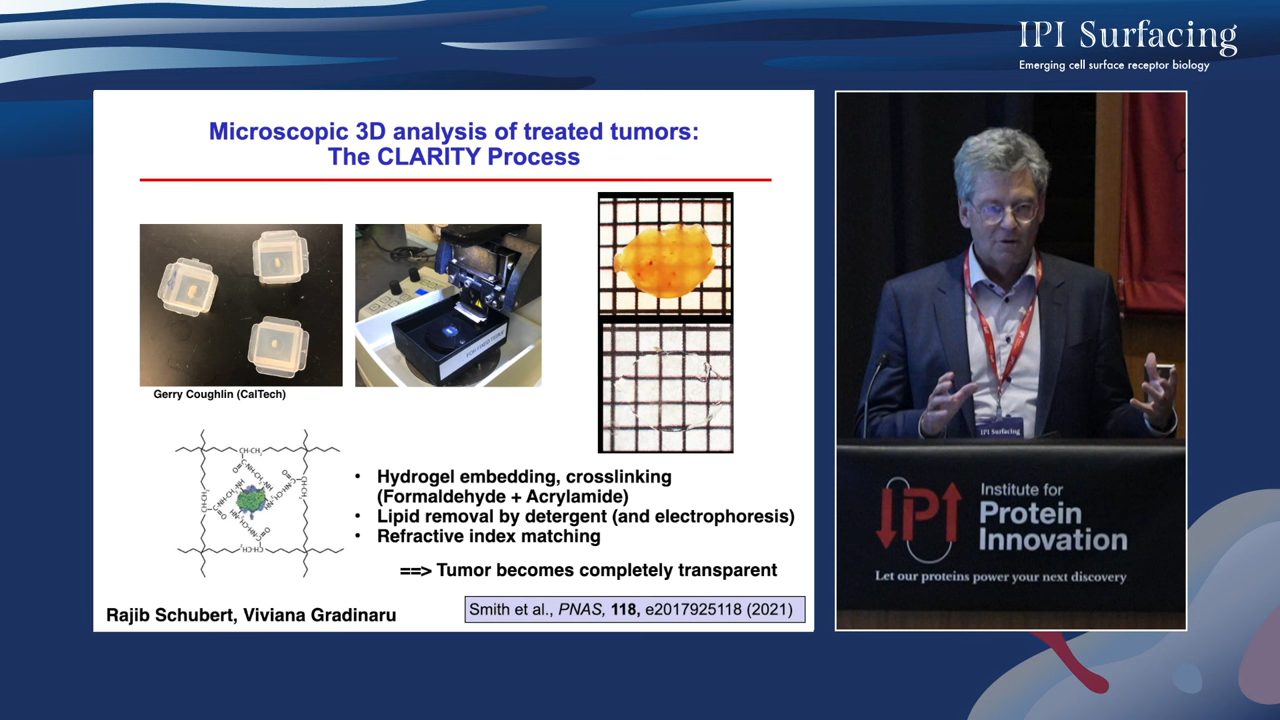 IPI Surfacing
Emerging cell surface receptor biology
Microscopic 3D analysis of treated tumors:
The CLARITY Process
FOR FIXED TISSUE
Gerry Coughlin (CalTech)
• Hydrogel embedding, crosslinking
(Formaldehyde + Acrylamide)
• Lipid removal by detergent (and electrophoresis)
• Refractive index matching
==> Tumor becomes completely transparent
Rajib Schubert, Viviana Gradinaru
Smith et al., PNAS, 118, e2017925118 (2021)
IPI Surfacing
IPI
Institute for
Protein
Innovation
Let our proteins power your next discovery